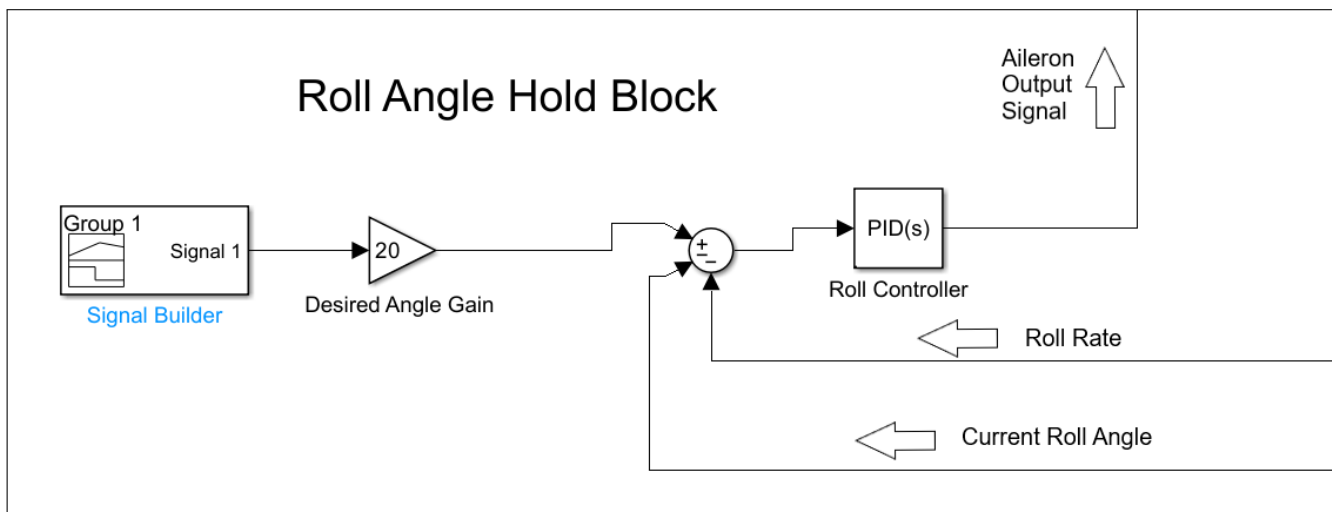 Roll Angle Hold Block
Aileron
Output
Signal
Group 1
Signal 1
Signal Builder
20
Desired Angle Gain
+
−
−
PID(s)
Roll Controller
Roll Rate
Current Roll Angle